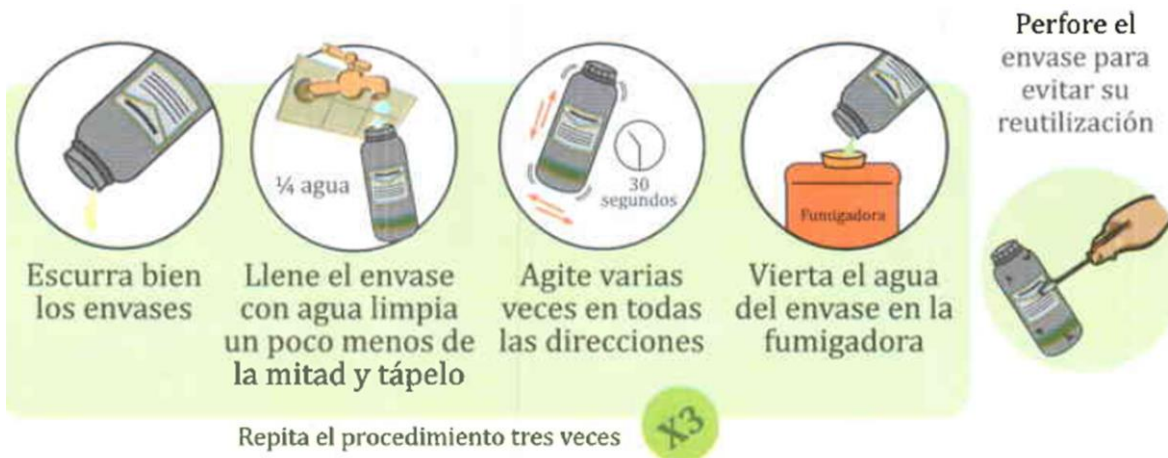 ¼ agua
30
segundos
Fumigadora
Escurra bien
los envases
Llene el envase
con agua limpia
un poco menos de
la mitad y tápelo
Agite varias
veces en todas
las direcciones
Vierta el agua
del envase en la
fumigadora
Perfore el
envase para
evitar su
reutilización
Repita el procedimiento tres veces
X3